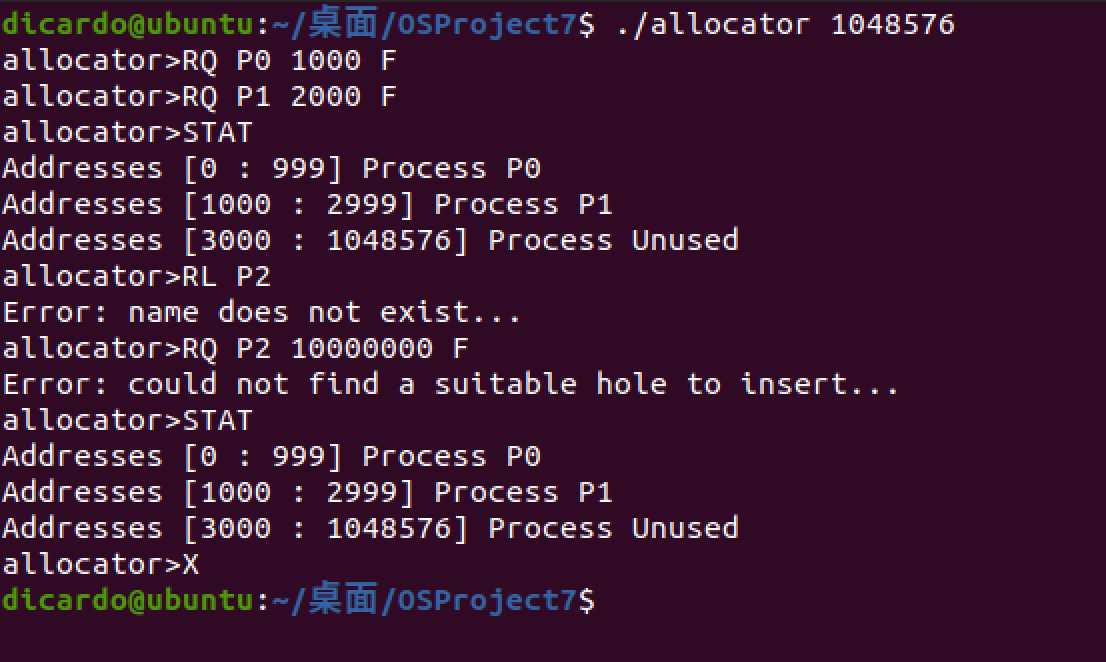 dicardo@ubuntu:~/桌面/OSProject7$ ./allocator 1048576
allocator>RQ P0 1000 F
allocator>RQ P1 2000 F
allocator>STAT
Addresses [0 : 999] Process P0
Addresses [1000 : 2999] Process P1
Addresses [3000 : 1048576] Process Unused
allocator>RL P2
Error: name does not exist...
allocator>RQ P2 10000000 F
Error: could not find a suitable hole to insert...
allocator>STAT
Addresses [0 : 999] Process P0
Addresses [1000 : 2999] Process P1
Addresses [3000 : 1048576] Process Unused
allocator>X
dicardo@ubuntu:~/桌面/OSProject7$